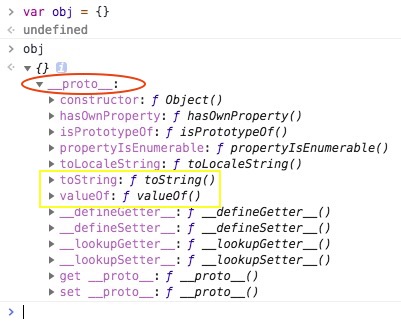 > var obj = {}
<· undefined
> obj
<· ▼ {} i
▼ __proto__:
▶ constructor: ƒ Object()
▶ hasOwnProperty: ƒ hasOwnProperty()
▶ isPrototypeOf: ƒ isPrototypeOf()
▶ propertyIsEnumerable: ƒ propertyIsEnumerable()
▶ toLocaleString: ƒ toLocaleString()
▶ toString: ƒ toString()
▶ valueOf: ƒ valueOf()
▶ __defineGetter__: ƒ __defineGetter__()
▶ __defineSetter__: ƒ __defineSetter__()
▶ __lookupGetter__: ƒ __lookupGetter__()
▶ __lookupSetter__: ƒ __lookupSetter__()
▶ get __proto__: ƒ __proto__()
▶ set __proto__: ƒ __proto__()
>